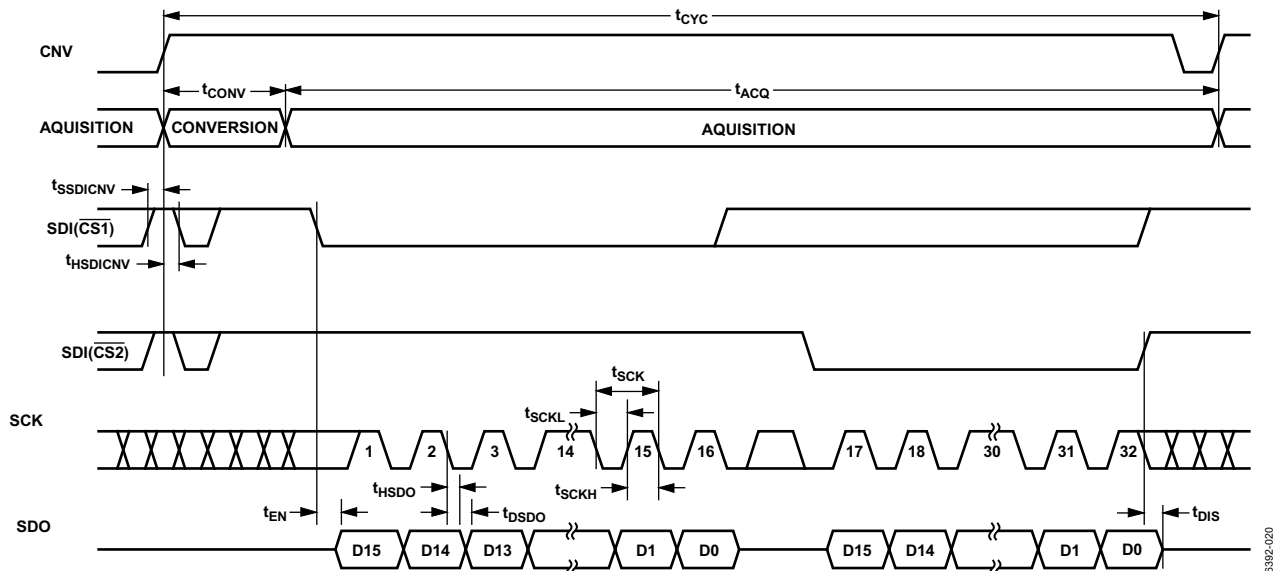 tCYC
CNV
tCONV
tACQ
AQUISITION
CONVERSION
AQUISITION
tSSDICNV
SDI(CS1)
tHSDICNV
SDI(CS2)
tSCK
tSCKL
SCK
1 2 3 14 15 16 17 18 30 31 32
tHSDO
tSCKH
tEN
tDSDO
tDIS
SDO
D15 D14 D13 D1 D0 D15 D14 D1 D0
6392-020